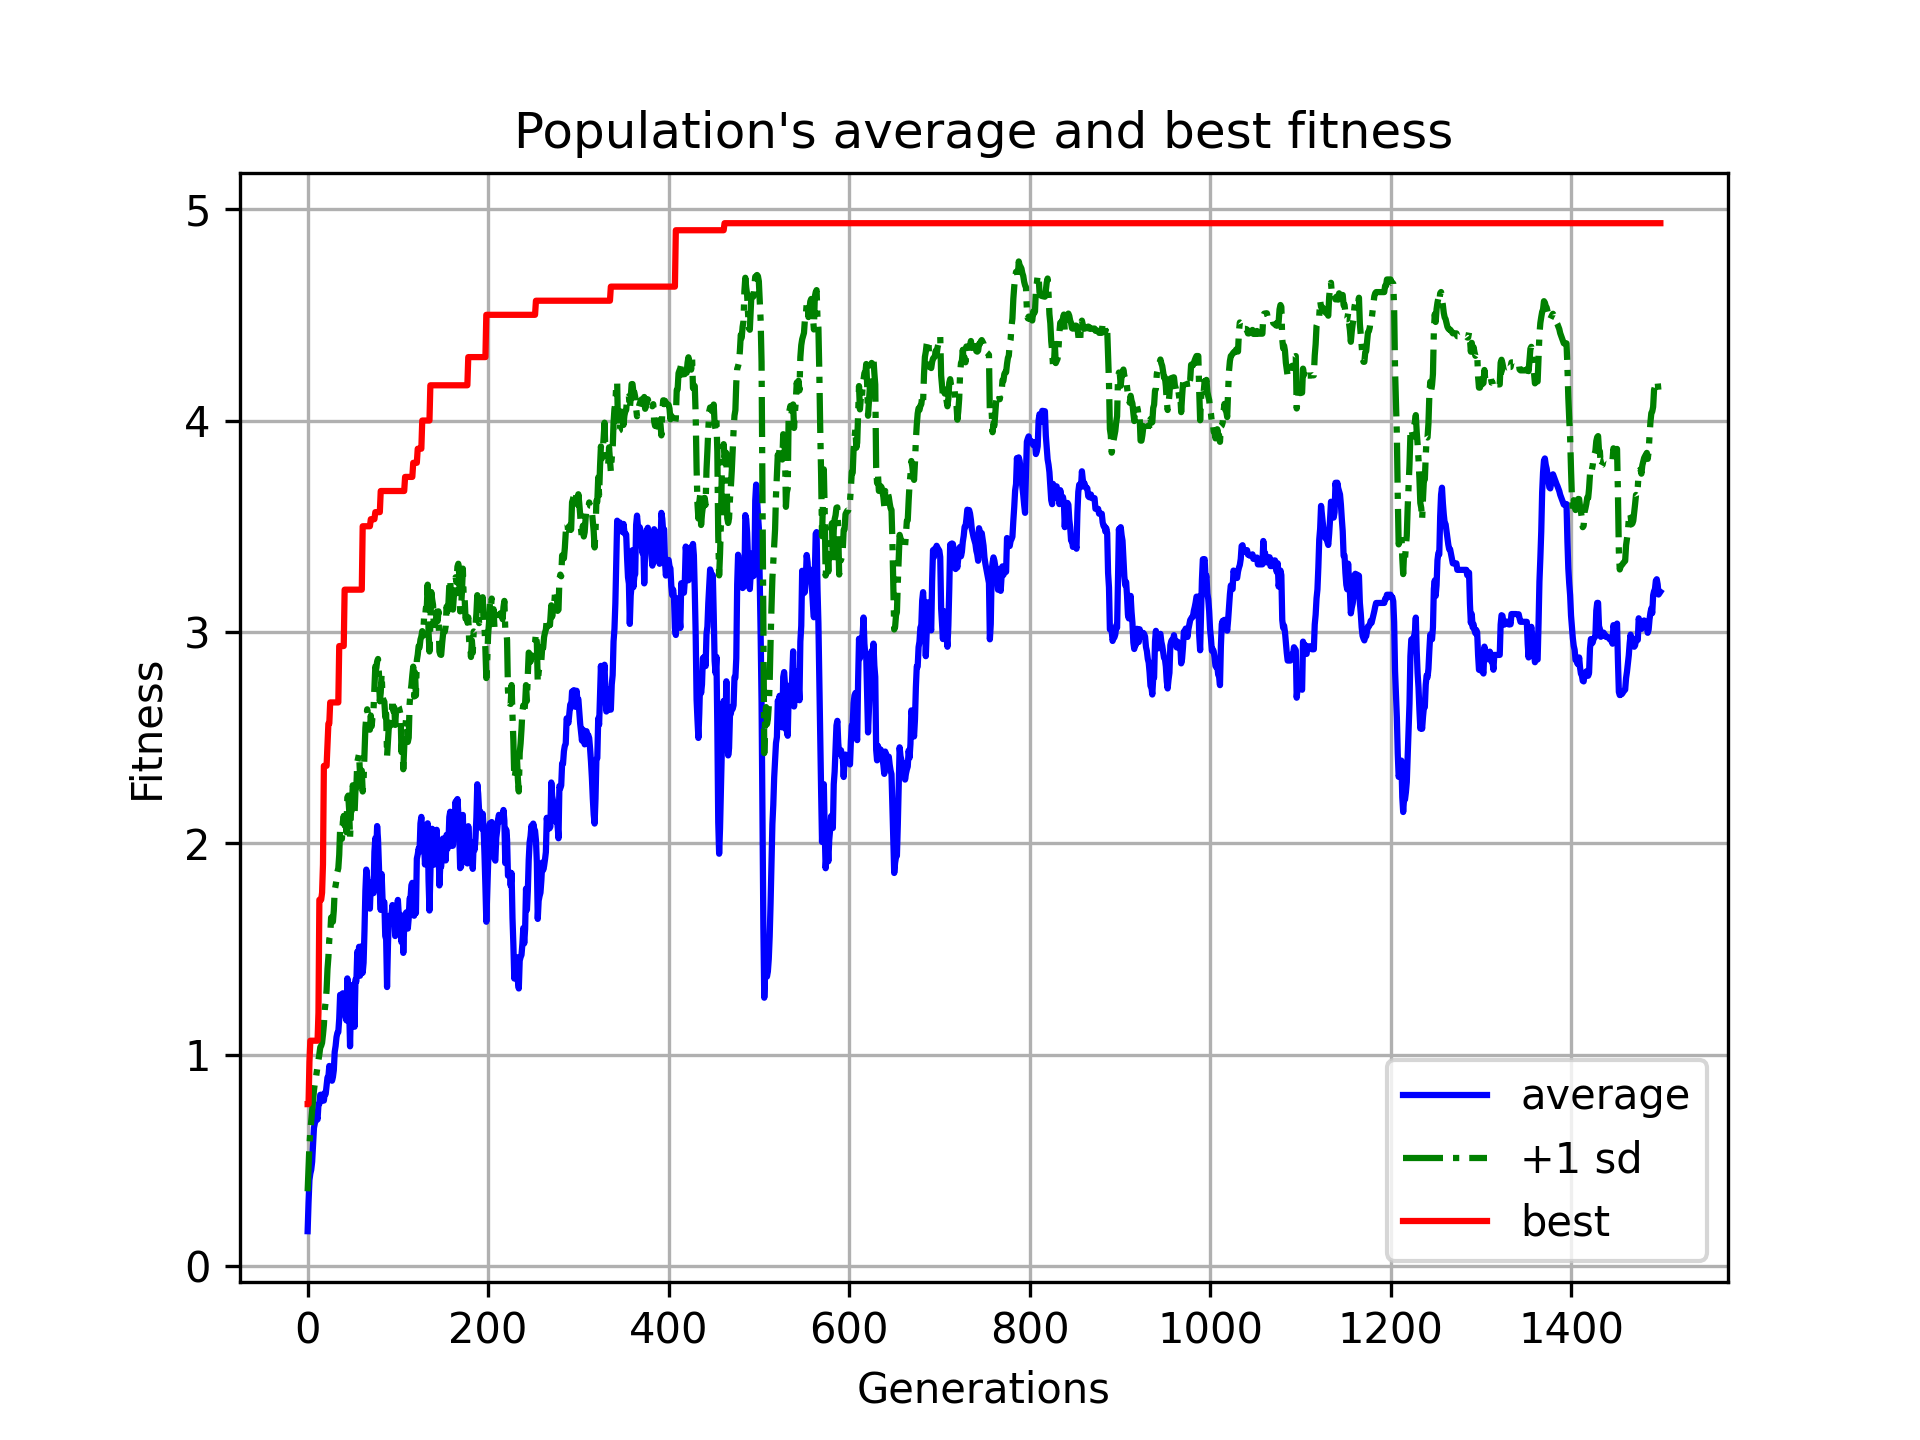 Population's average and best fitness
5
4
3
2
1
0
Fitness
0 200 400 600 800 1000 1200 1400
Generations
average
+1 sd
best